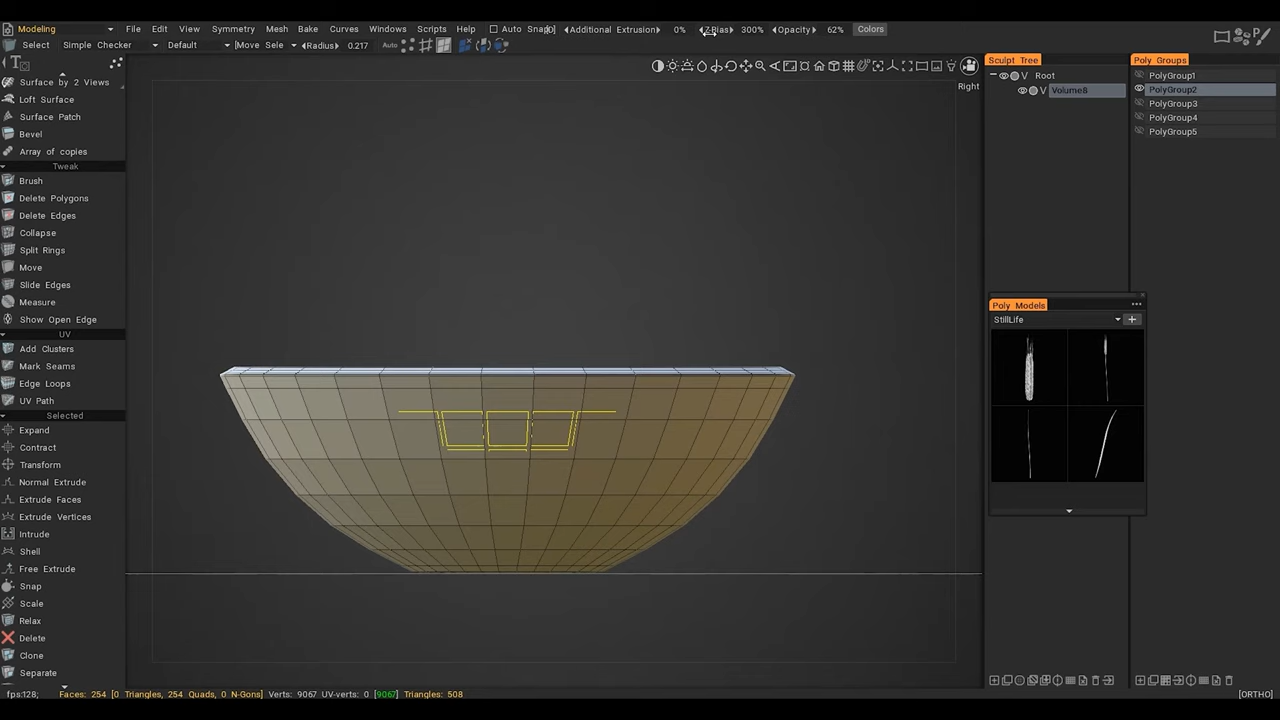 Modeling File Edit View Symmetry Mesh Bake Curves Windows Scripts Help Auto Snap[0] Additional Extrusion 0% Z-Bias 300% Opacity 62% Colors
Select Simple Checker Default Move Sele Radius 0.217 Auto
Surface by 2 Views
Loft Surface
Surface Patch
Bevel
Array of copies
Tweak
Brush
Delete Polygons
Delete Edges
Collapse
Split Rings
Move
Slide Edges
Measure
Show Open Edge
UV
Add Clusters
Mark Seams
Edge Loops
UV Path
Selected
Expand
Contract
Transform
Normal Extrude
Extrude Faces
Extrude Vertices
Intrude
Shell
Free Extrude
Snap
Scale
Relax
Delete
Clone
Separate
Right
Sculpt Tree
V Root
V Volume8
Poly Groups
PolyGroup1
PolyGroup2
PolyGroup3
PolyGroup4
PolyGroup5
Poly Models
StillLife
fps:128; Faces: 254 [0 Triangles, 254 Quads, 0 N-Gons] Verts: 9067 UV-verts: 0 [9067] Triangles: 508
[ORTHO]